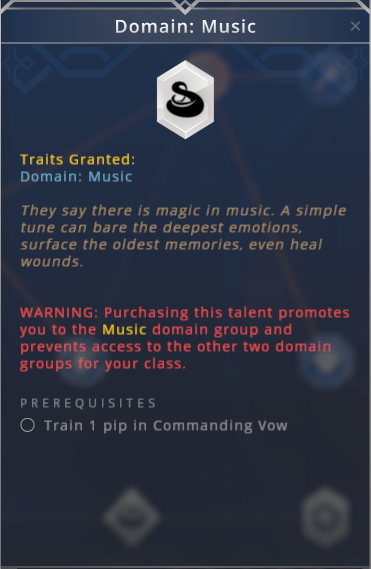 Domain: Music
Traits Granted:
Domain: Music
They say there is magic in music. A simple
tune can bare the deepest emotions,
surface the oldest memories, even heal
wounds.
WARNING: Purchasing this talent promotes
you to the Music domain group and
prevents access to the other two domain
groups for your class.
PREREQUISITES
Train 1 pip in Commanding Vow